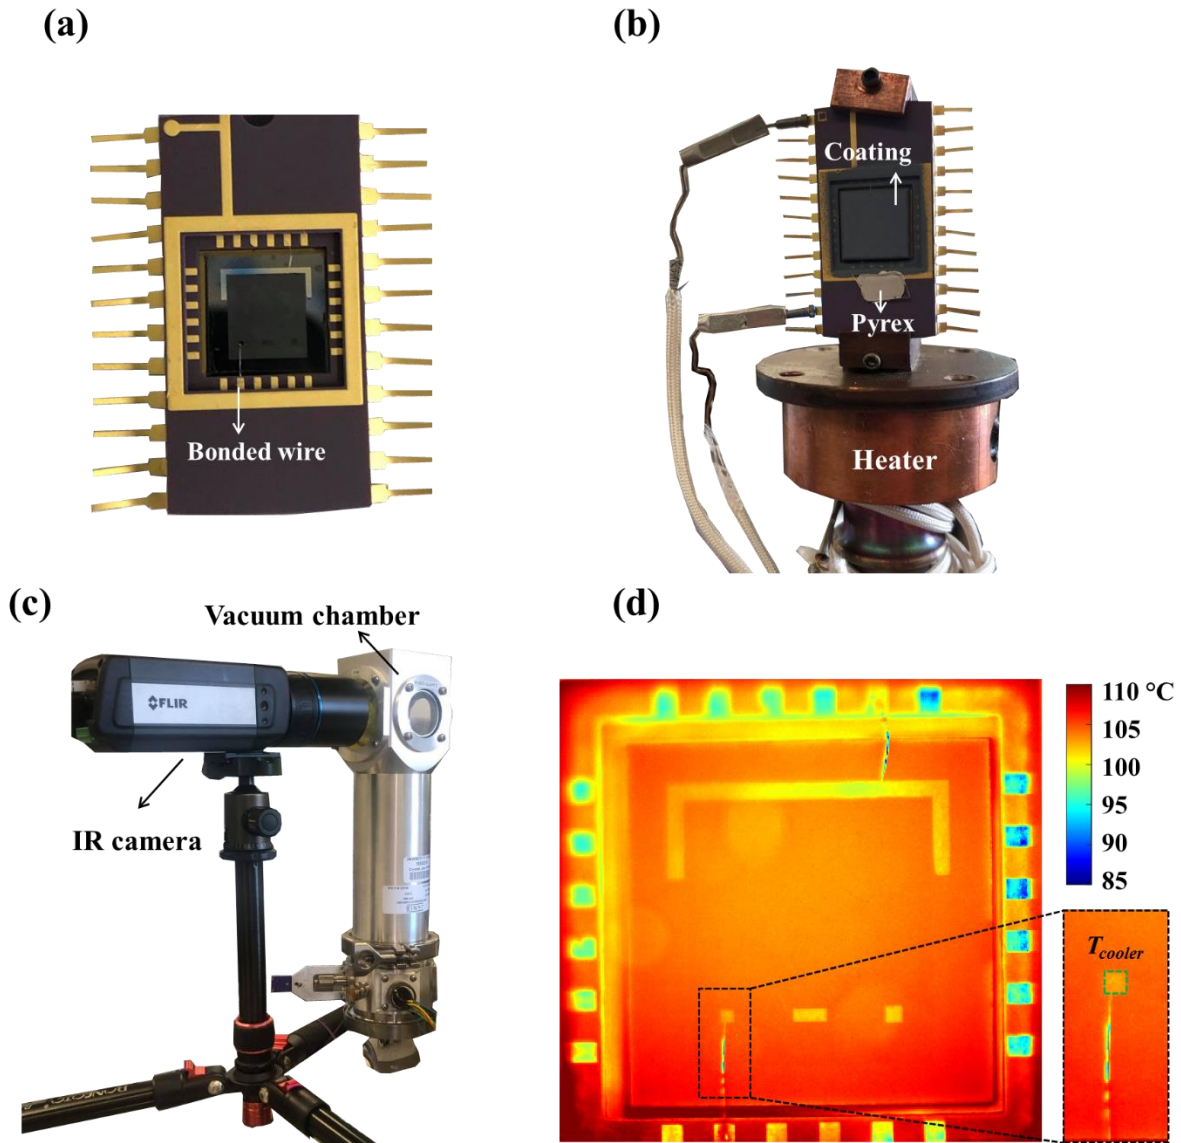 (a)
(b)
Bonded wire
Coating
Pyrex
Heater
(c)
Vacuum chamber
FLIR
IR camera
(d)
110 °C
105
100
95
90
85
Tcooler